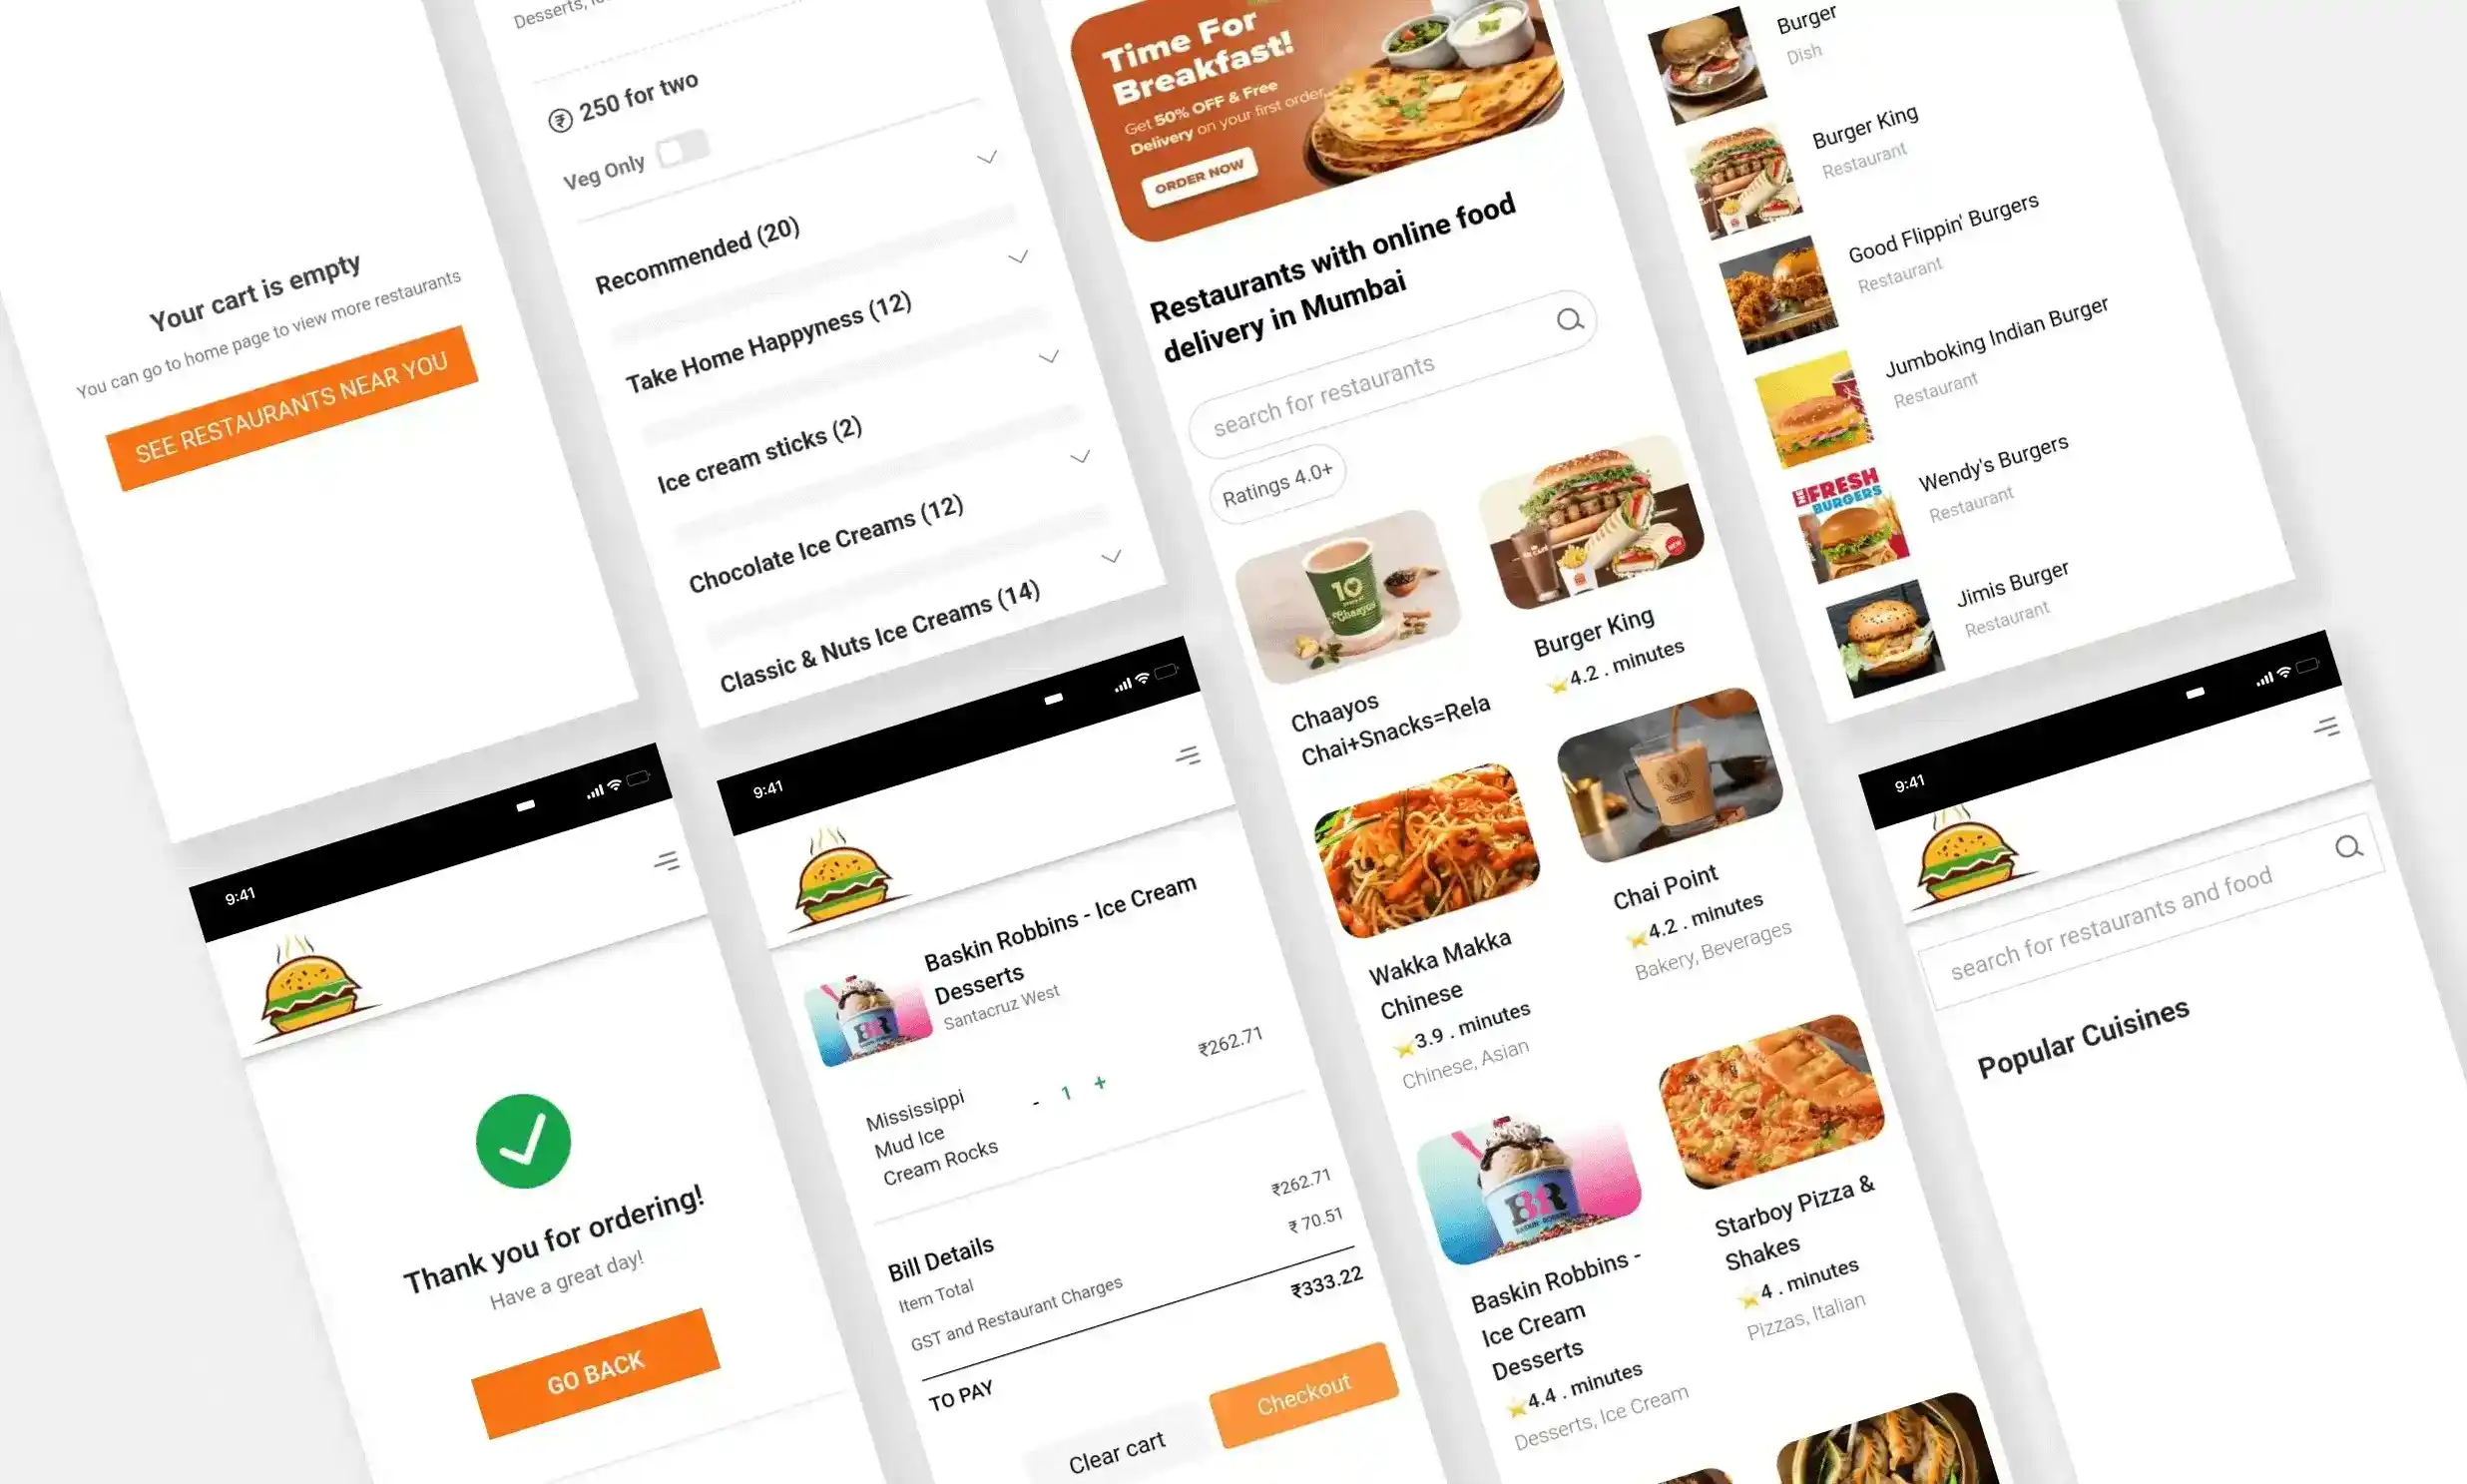 Your cart is empty
You can go to home page to view more restaurants
SEE RESTAURANTS NEAR YOU
Desserts,
₹ 250 for two
Veg Only
Recommended (20)
Take Home Happyness (12)
Ice cream sticks (2)
Chocolate Ice Creams (12)
Classic & Nuts Ice Creams (14)
Time For
Breakfast!
Get 50% OFF & Free
Delivery on your first order..
ORDER NOW
Restaurants with online food
delivery in Mumbai
search for restaurants
Ratings 4.0+
10
Chaayos
Chaayos
Chai+Snacks=Rela
Burger King
4.2 . minutes
Wakka Makka
Chinese
3.9 . minutes
Chinese, Asian
Chai Point
4.2 . minutes
Bakery, Beverages
BR
BASKIN ROBBINS
Baskin Robbins -
Ice Cream
Desserts
4.4 . minutes
Desserts, Ice Cream
Starboy Pizza &
Shakes
4 . minutes
Pizzas, Italian
Burger
Dish
Burger King
Restaurant
Good Flippin' Burgers
Restaurant
Jumboking Indian Burger
Restaurant
FRESH
BURGERS
Wendy's Burgers
Restaurant
Jimis Burger
Restaurant
9:41
Thank you for ordering!
Have a great day!
GO BACK
9:41
BR
Baskin Robbins - Ice Cream
Desserts
Santacruz West
Mississippi
Mud Ice
Cream Rocks
- 1 +
₹262.71
Bill Details
Item Total
₹262.71
GST and Restaurant Charges
₹ 70.51
TO PAY
₹333.22
Clear cart
Checkout
9:41
search for restaurants and food
Popular Cuisines